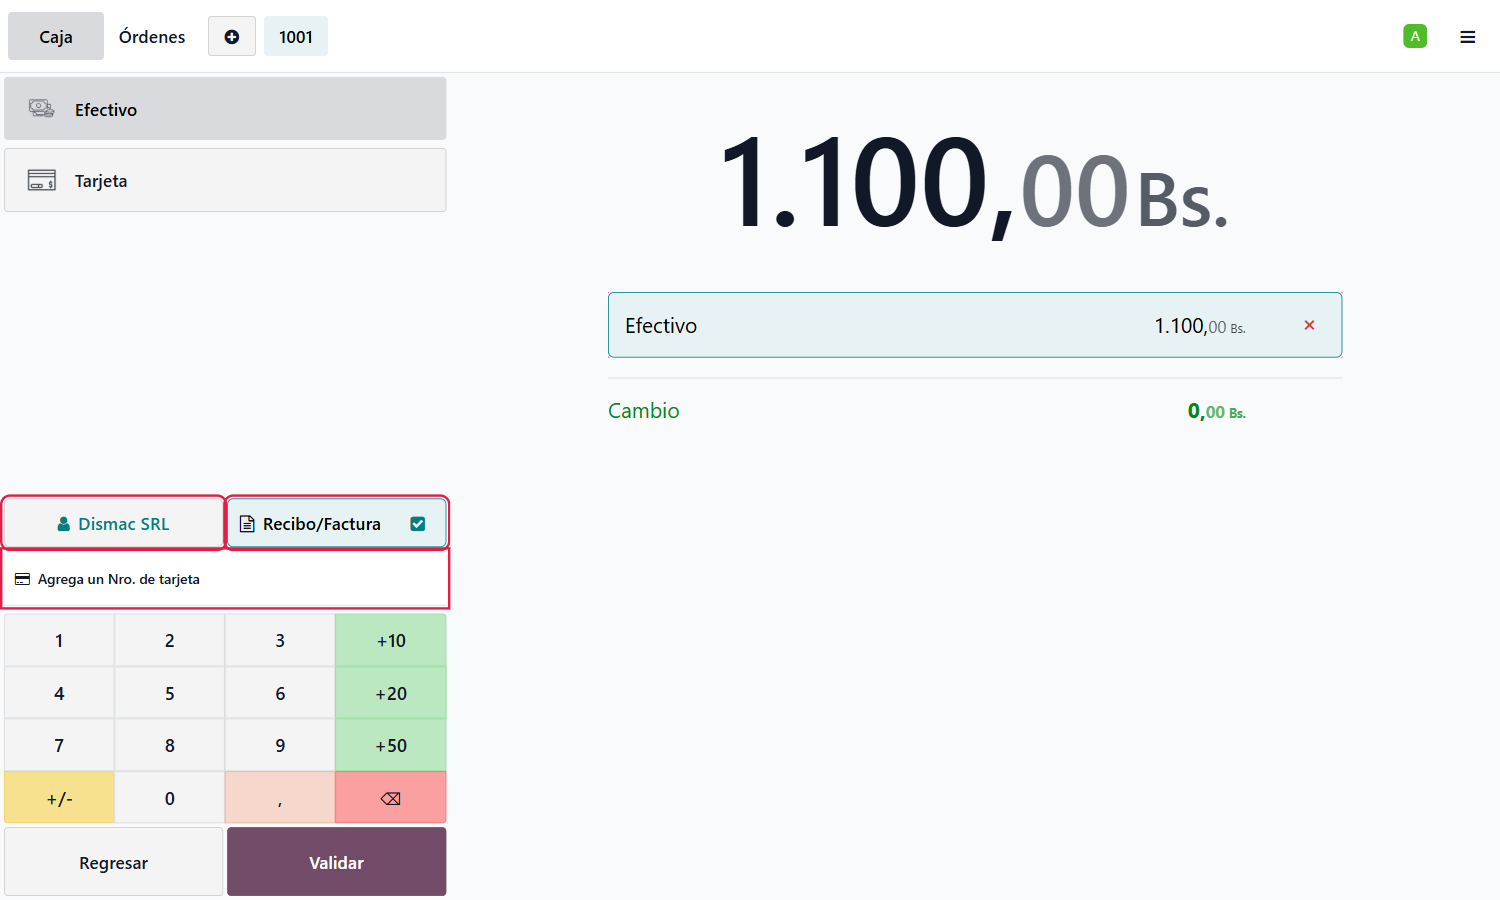 Caja Órdenes 1001 A
Efectivo
Tarjeta
1.100,00 Bs.
Efectivo 1.100,00 Bs.
Cambio 0,00 Bs.
Dismac SRL Recibo/Factura
Agrega un Nro. de tarjeta
1 2 3 +10
4 5 6 +20
7 8 9 +50
+/- 0 , ⌫
Regresar Validar